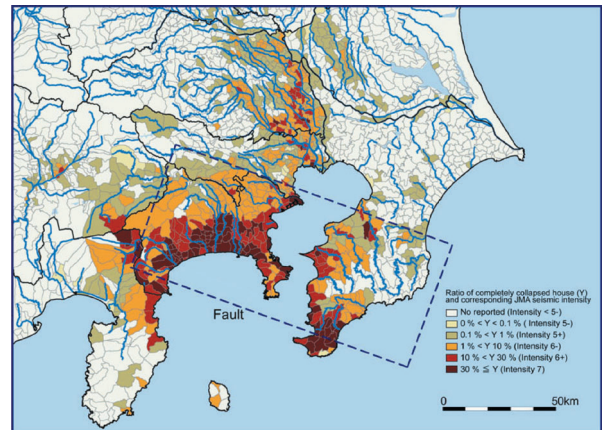 Fault
Ratio of completely collapsed house (Y)
and corresponding JMA seismic intensity
No reported (Intensity < 5-)
0 % < Y < 0.1 % ( Intensity 5-)
0.1 % < Y 1 % (Intensity 5+)
1 % < Y 10 % (Intensity 6-)
10 % < Y 30 % (Intensity 6+)
30 % ≦ Y (Intensity 7)
0 50km